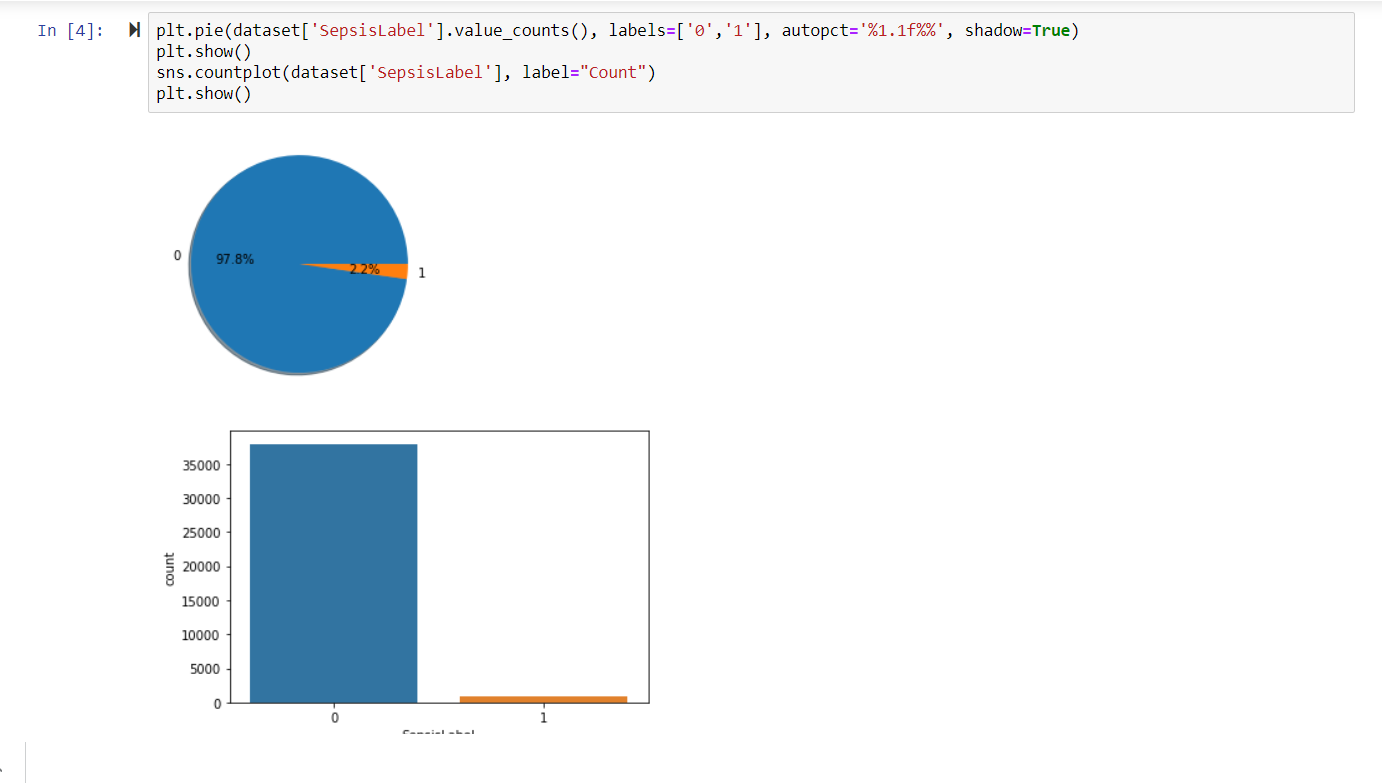 In [4]:
plt.pie(dataset['SepsisLabel'].value_counts(), labels=['0','1'], autopct='%1.1f%%', shadow=True)
plt.show()
sns.countplot(dataset['SepsisLabel'], label="Count")
plt.show()
0
97.8%
2.2%
1
35000
30000
25000
20000
15000
10000
5000
0
count
0
1
SepsisLabel